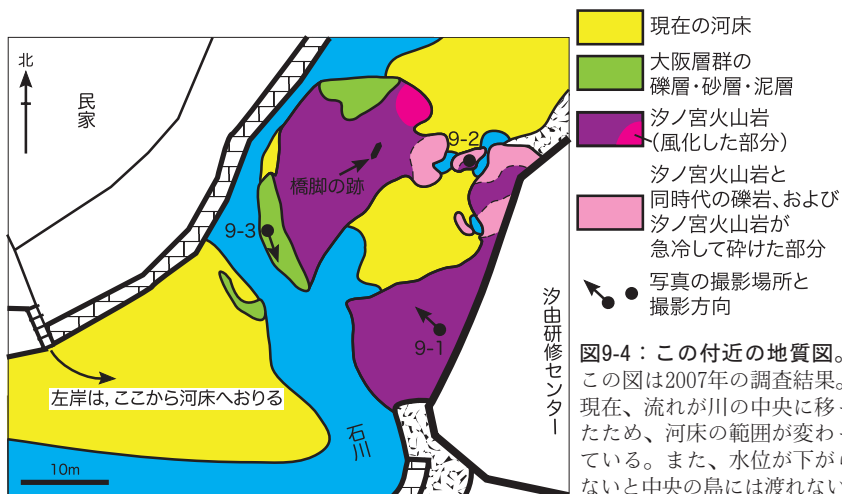 北
民家
9-2
橋脚の跡
9-3
9-1
汐由研修センター
左岸は，ここから河床へおりる
石川
10m
現在の河床
大阪層群の
礫層・砂層・泥層
汐ノ宮火山岩
（風化した部分）
汐ノ宮火山岩と
同時代の礫岩、および
汐ノ宮火山岩が
急冷して砕けた部分
写真の撮影場所と
撮影方向
図9-4：この付近の地質図。
この図は2007年の調査結果。
現在、流れが川の中央に移っ
たため、河床の範囲が変わっ
ている。また、水位が下がら
ないと中央の島には渡れない